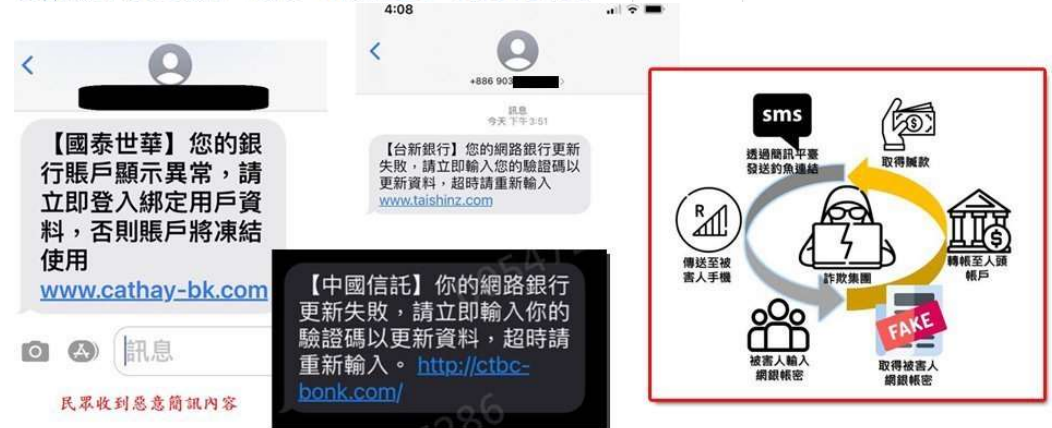 【國泰世華】您的銀
行賬戶顯示異常，請
立即登入綁定用戶資
料，否則賬戶將凍結
使用
www.cathay-bk.com
訊息
民眾收到惡意簡訊內容
4:08
+886 903
訊息
今天 下午3:51
【台新銀行】您的網路銀行更新
失敗，請立即輸入您的驗證碼以
更新資料，超時請重新輸入
www.taishinz.com
【中國信託】你的網路銀行
更新失敗，請立即輸入你的
驗證碼以更新資料，超時請
重新輸入。 http://ctbc-
bonk.com/
sms
透過簡訊平臺
發送釣魚連結
取得贓款
R
傳送至被
害人手機
詐欺集團
轉帳至人頭
帳戶
被害人輸入
網銀帳密
FAKE
取得被害人
網銀帳密